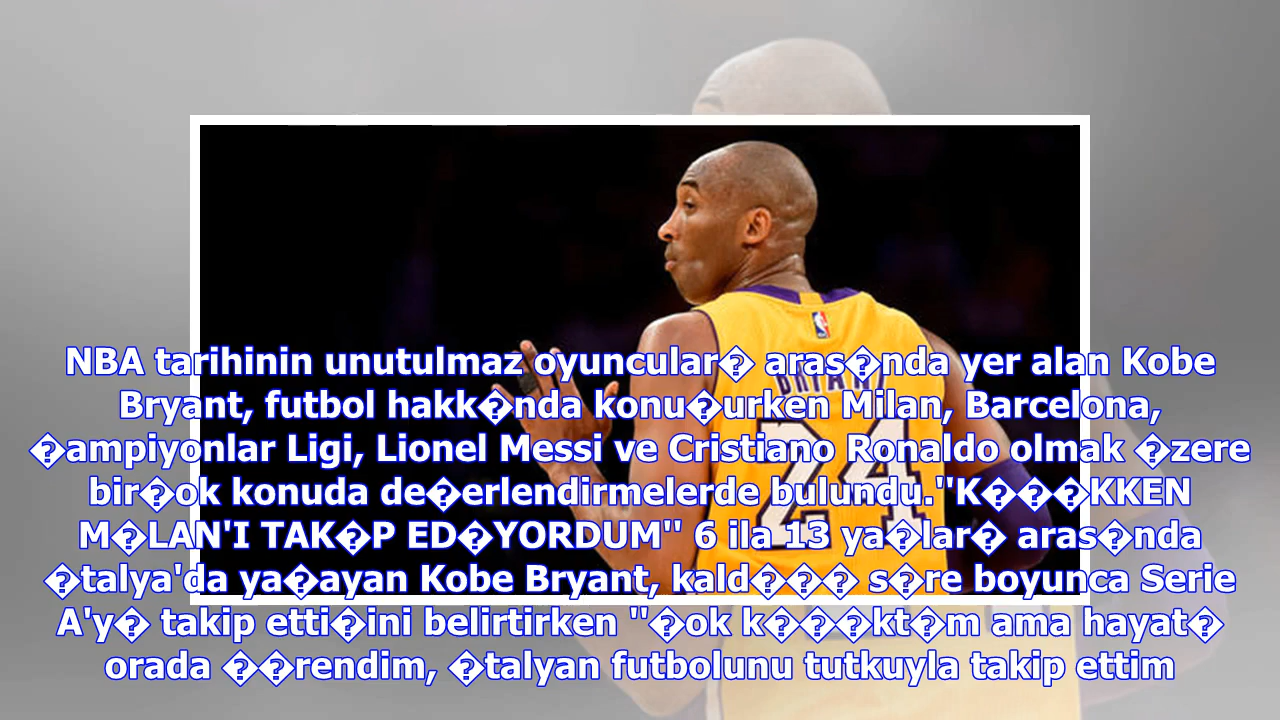 NBA tarihinin unutulmaz oyuncular� aras�nda yer alan Kobe
Bryant, futbol hakk�nda konu�urken Milan, Barcelona,
�ampiyonlar Ligi, Lionel Messi ve Cristiano Ronaldo olmak �zere
bir�ok konuda de�erlendirmelerde bulundu."K���KKEN
M�LAN'I TAK�P ED�YORDUM" 6 ila 13 ya�lar� aras�nda
�talya'da ya�ayan Kobe Bryant, kald��� s�re boyunca Serie
A'y� takip etti�ini belirtirken "�ok k���kt�m ama hayat�
orada ��rendim, �talyan futbolunu tutkuyla takip ettim
BRYANT
24